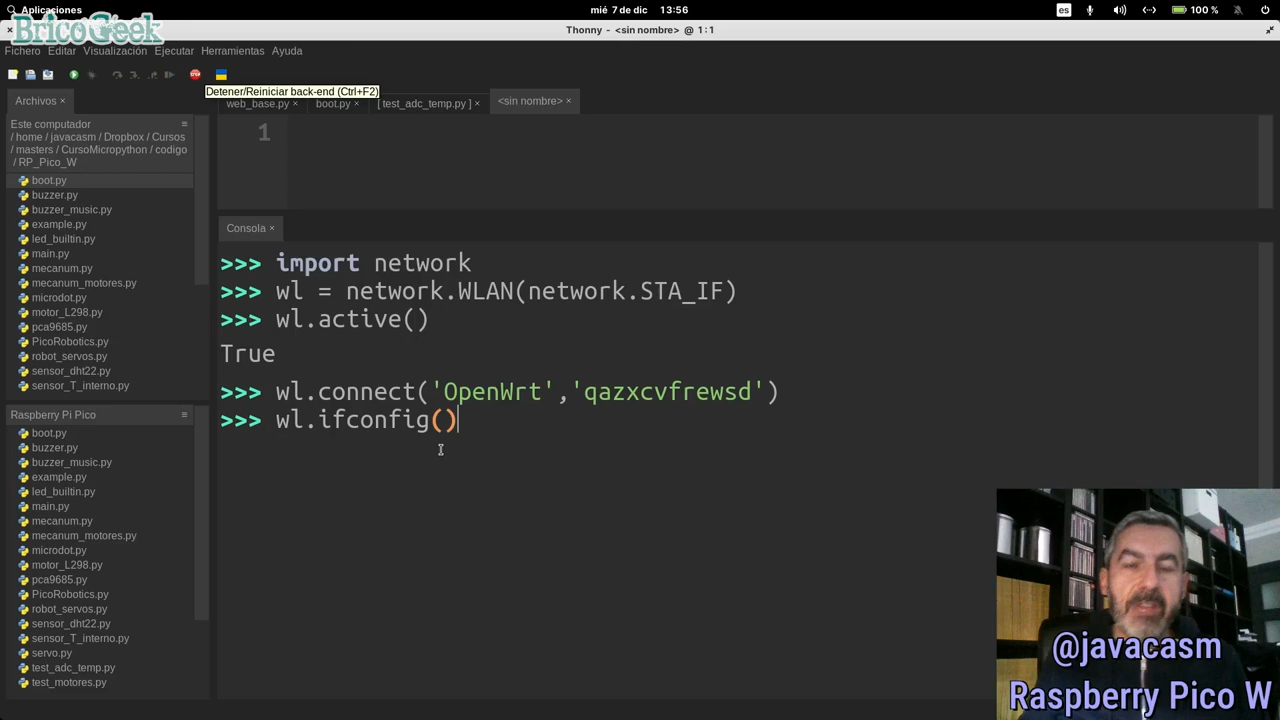 Aplicaciones
mié 7 de dic 13:56
es
100 %
BricoGeek
Thonny - <sin nombre> @ 1:1
Fichero Editar Visualización Ejecutar Herramientas Ayuda
Detener/Reiniciar back-end (Ctrl+F2)
Archivos ×
web_base.py ×
boot.py ×
[ test_adc_temp.py ] ×
<sin nombre> ×
Este computador
/ home / javacasm / Dropbox / Cursos
/ masters / CursoMicropython / codigo
/ RP_Pico_W
boot.py
buzzer.py
buzzer_music.py
example.py
led_builtin.py
main.py
mecanum.py
mecanum_motores.py
microdot.py
motor_L298.py
pca9685.py
PicoRobotics.py
robot_servos.py
sensor_dht22.py
sensor_T_interno.py
Raspberry Pi Pico
boot.py
buzzer.py
buzzer_music.py
example.py
led_builtin.py
main.py
mecanum.py
mecanum_motores.py
microdot.py
motor_L298.py
pca9685.py
PicoRobotics.py
robot_servos.py
sensor_dht22.py
sensor_T_interno.py
servo.py
test_adc_temp.py
test_motores.py
1
Consola ×
>>> import network
>>> wl = network.WLAN(network.STA_IF)
>>> wl.active()
True
>>> wl.connect('OpenWrt','qazxcvfrewsd')
>>> wl.ifconfig()
@javacasm
Raspberry Pico W